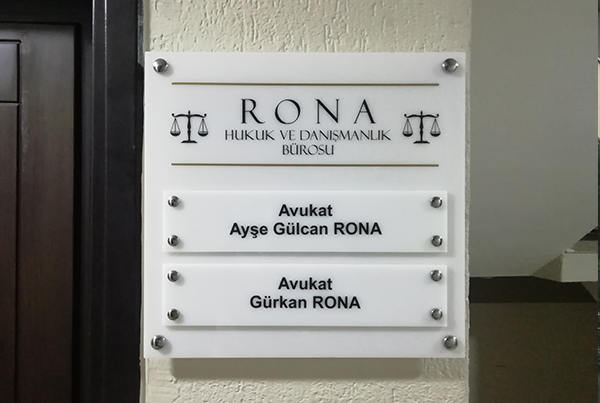 RONA
HUKUK VE DANIŞMANLIK
BÜROSU
Avukat
Ayşe Gülcan RONA
Avukat
Gürkan RONA